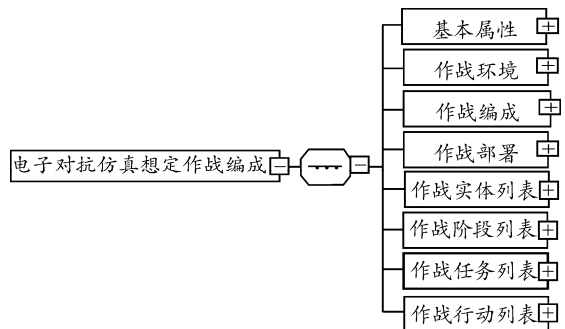 基本属性
作战环境
作战编成
作战部署
电子对抗仿真想定作战编成
作战实体列表
作战阶段列表
作战任务列表
作战行动列表